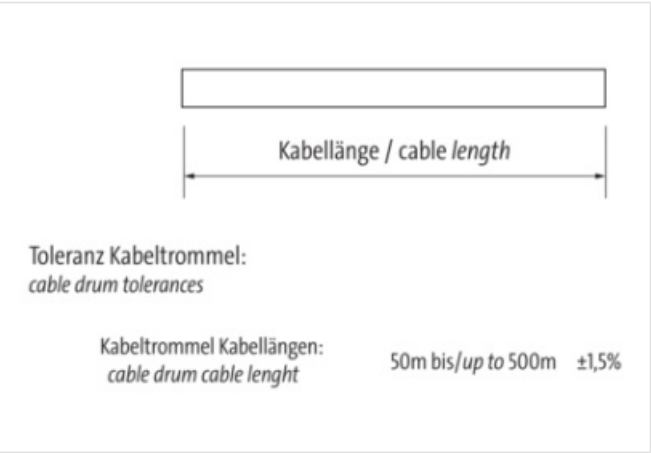 Kabellänge / cable length
Toleranz Kabeltrommel:
cable drum tolerances
Kabeltrommel Kabellängen:
cable drum cable lenght
50m bis/up to 500m ±1,5%